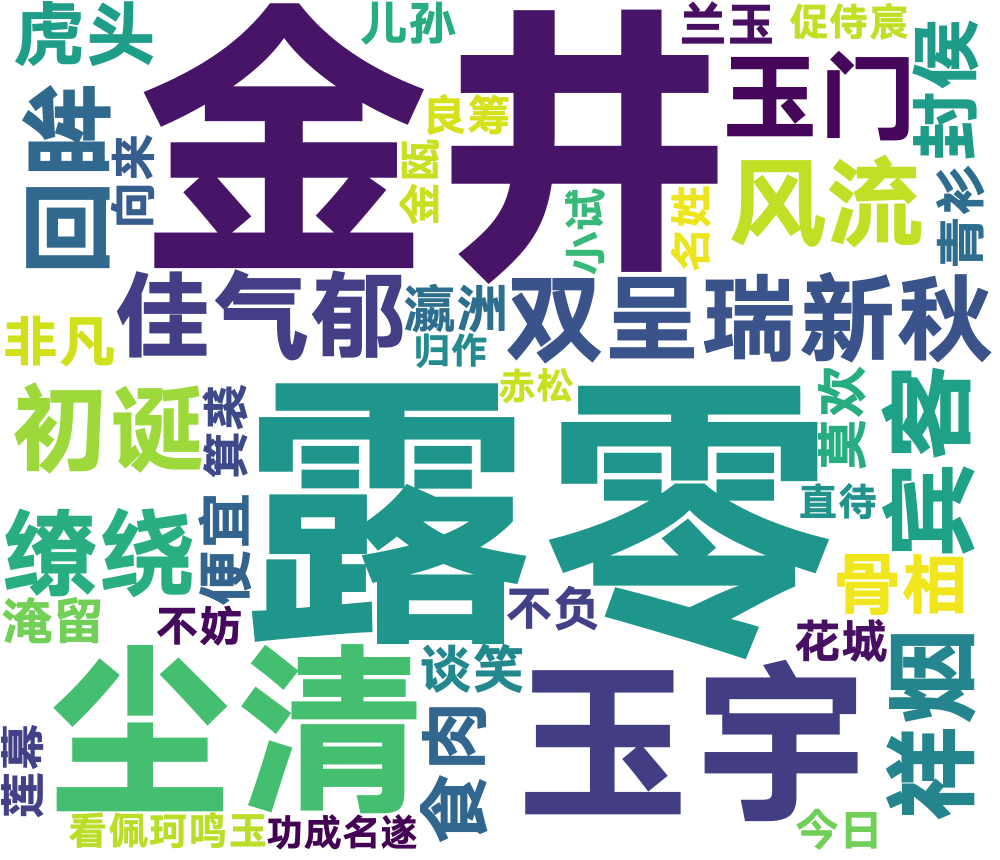 虎头
儿孙
兰玉
促侍宸
金井
玉门
封侯
回眸
向来
良筹
金瓯
小试
名姓
风流
青衫
佳气郁
瀛洲
双呈瑞
新秋
非凡
归作
初诞
箕裘
露零
赤松
莫欢
宾客
直待
缭绕
便宜
淹留
不妨
不负
骨相
花城
尘清
谈笑
玉宇
祥烟
莲幕
食肉
看佩珂鸣玉
功成名遂
今日